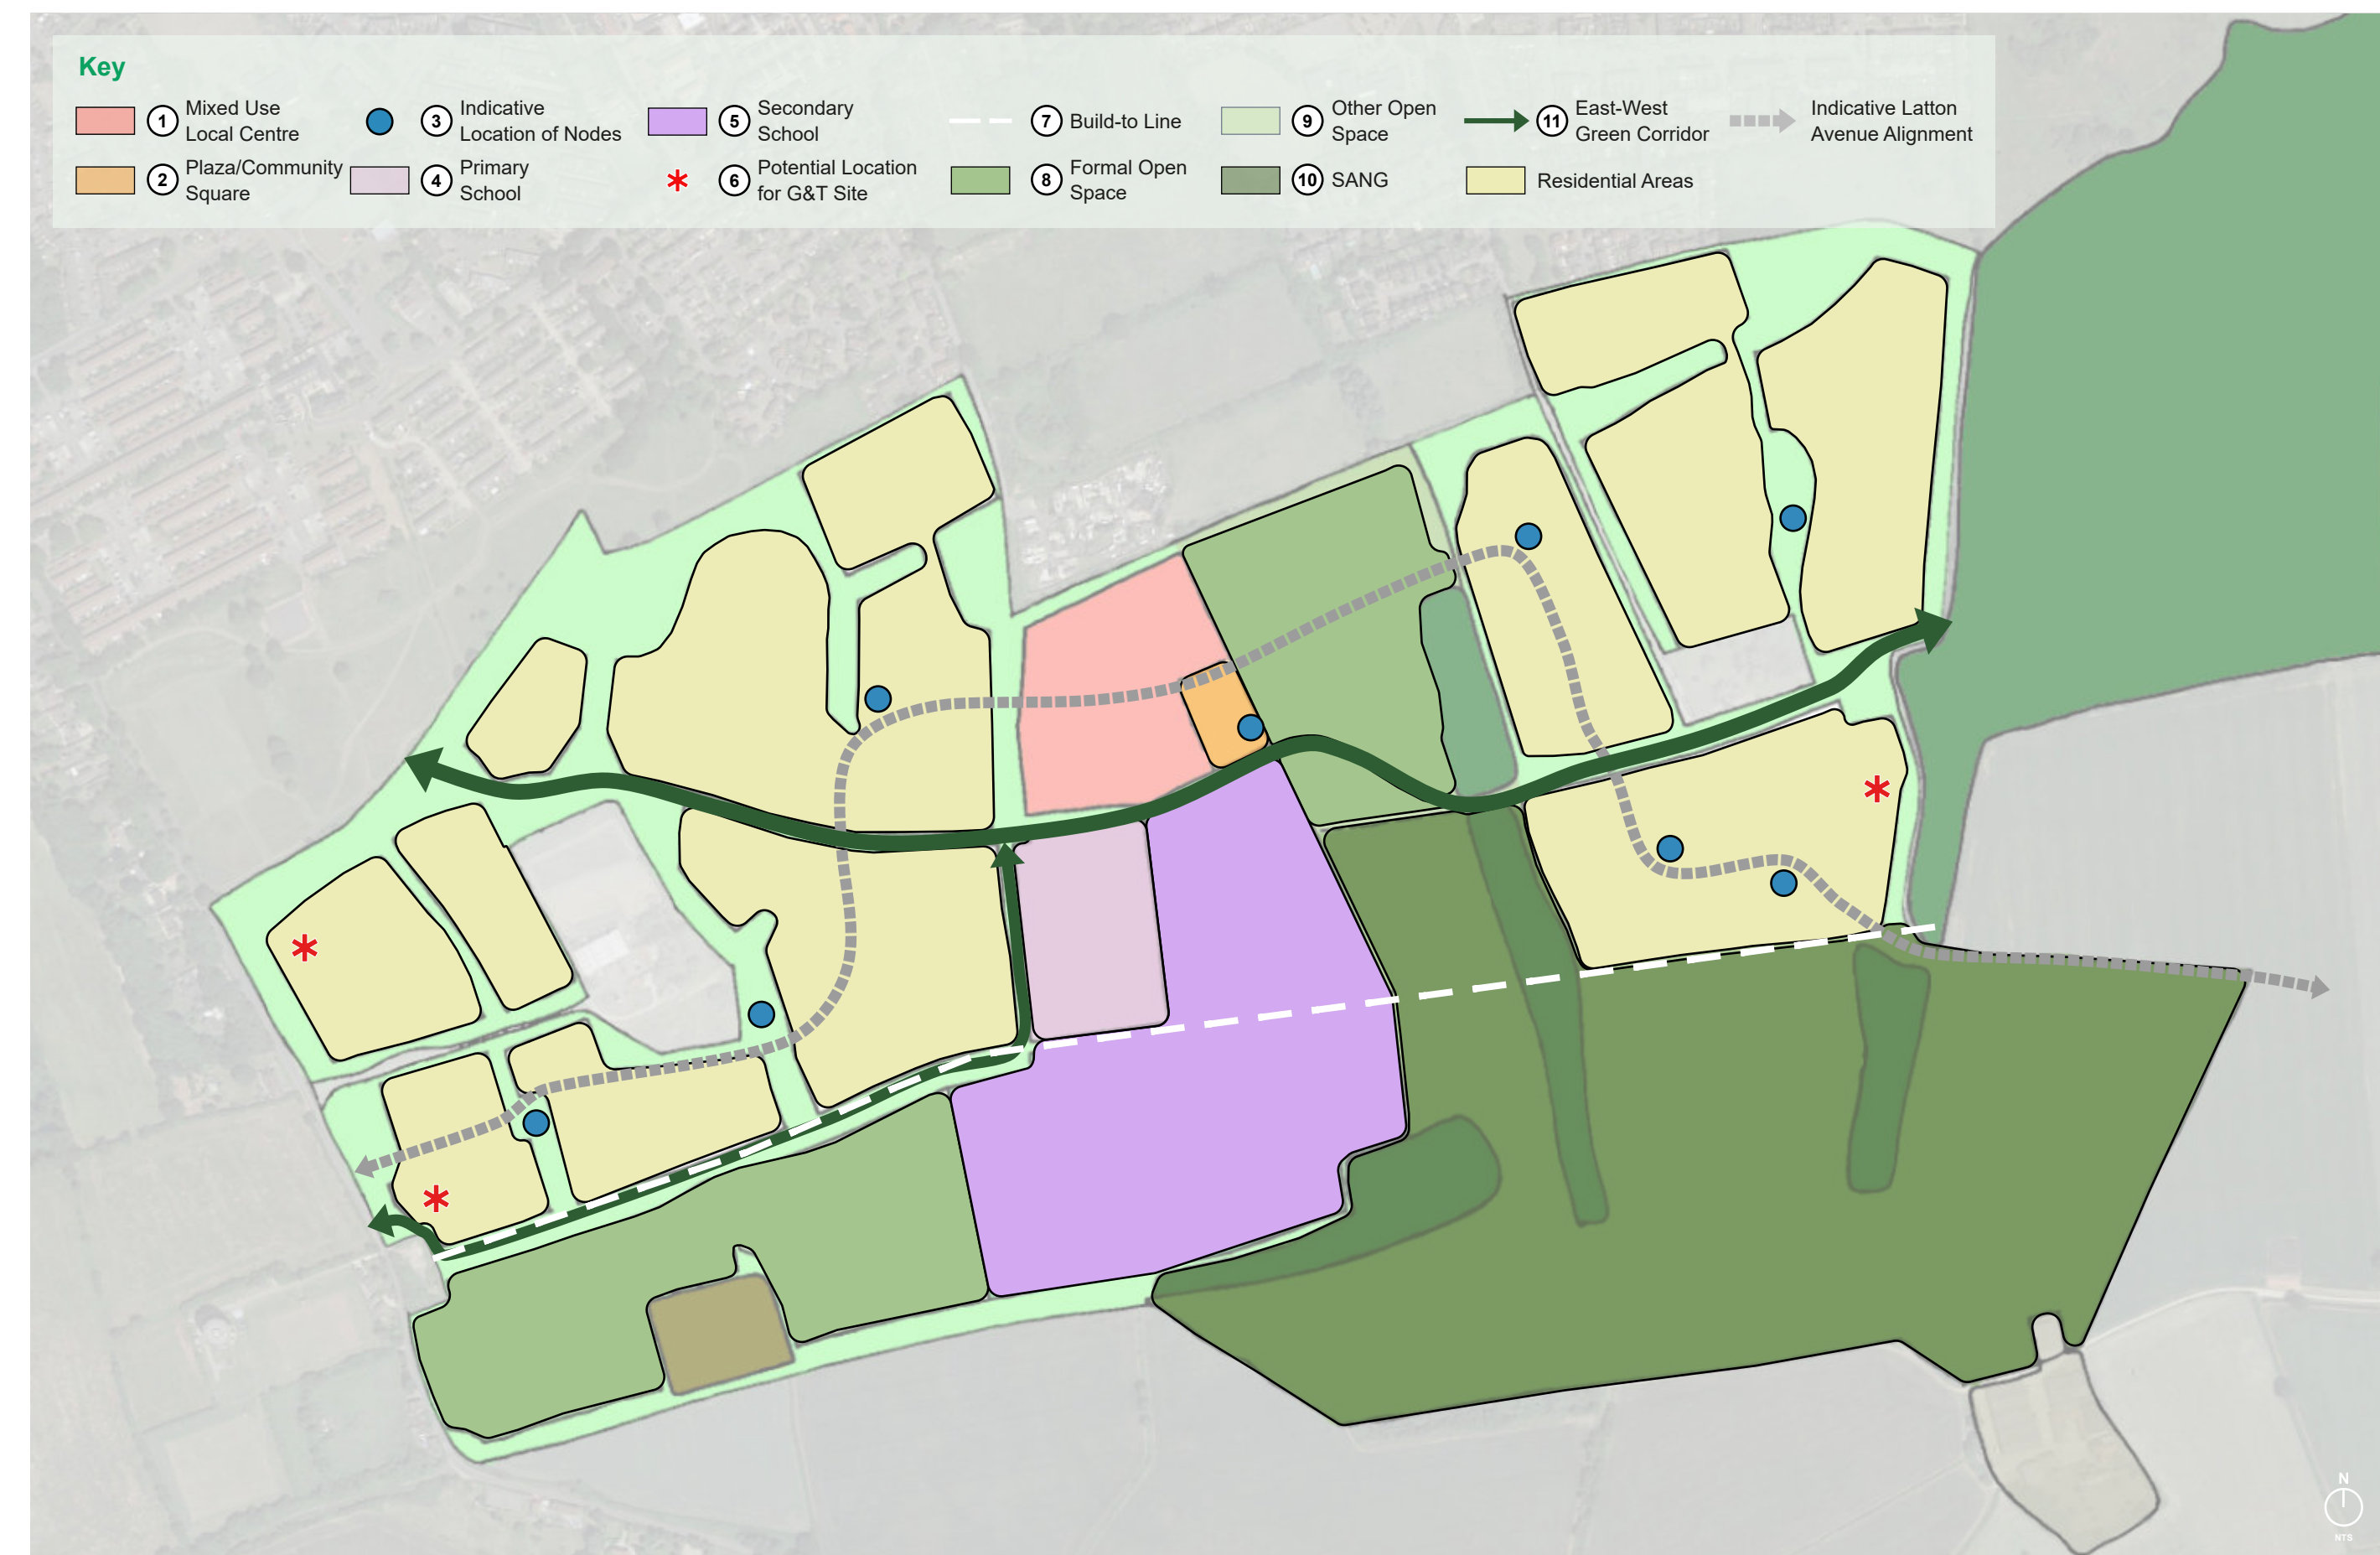 Key
1 Mixed Use
Local Centre
3 Indicative
Location of Nodes
5 Secondary
School
7 Build-to Line
9 Other Open
Space
11 East-West
Green Corridor
Indicative Latton
Avenue Alignment
2 Plaza/Community
Square
4 Primary
School
6 Potential Location
for G&T Site
8 Formal Open
Space
10 SANG
Residential Areas
N
NTS